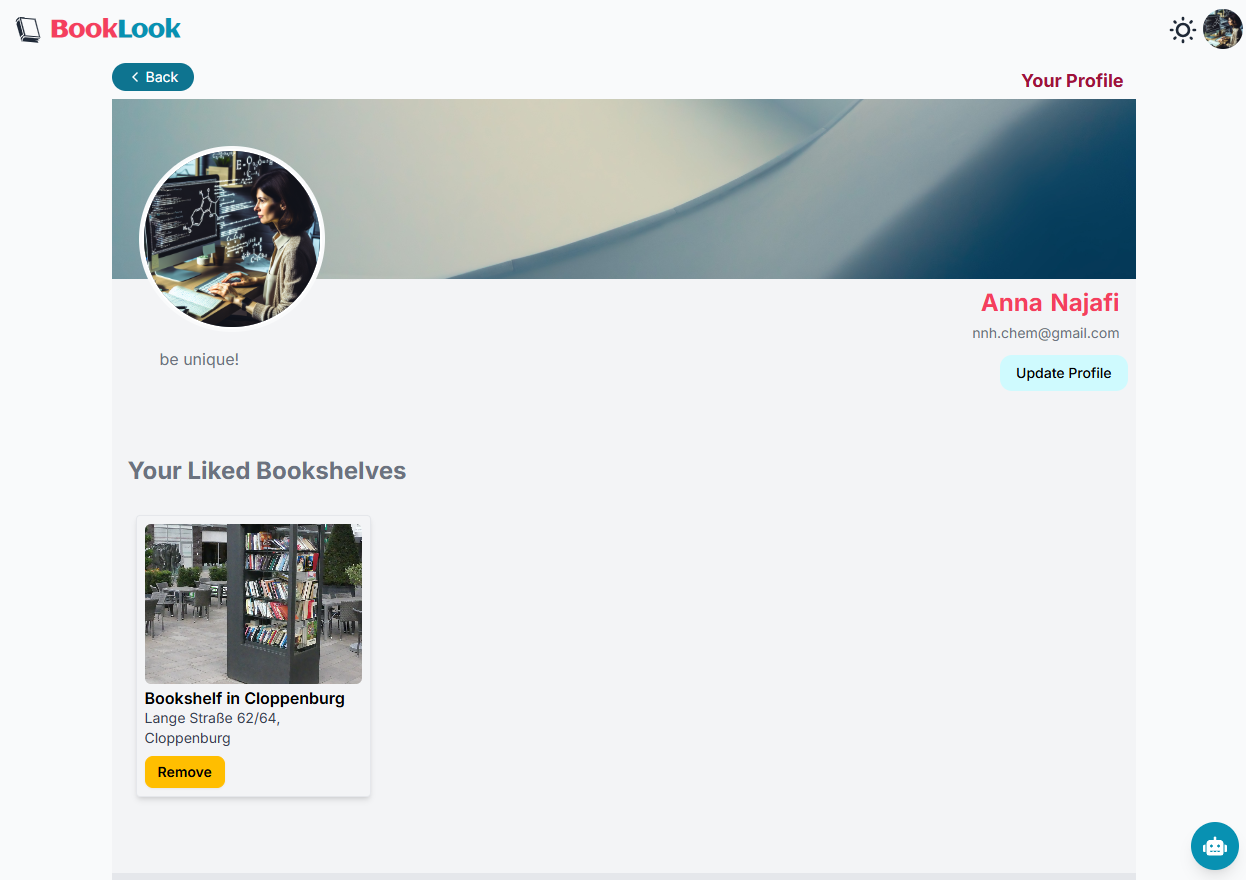 BookLook
Back
Your Profile
Anna Najafi
nnh.chem@gmail.com
be unique!
Update Profile
Your Liked Bookshelves
Bookshelf in Cloppenburg
Lange Straße 62/64,
Cloppenburg
Remove